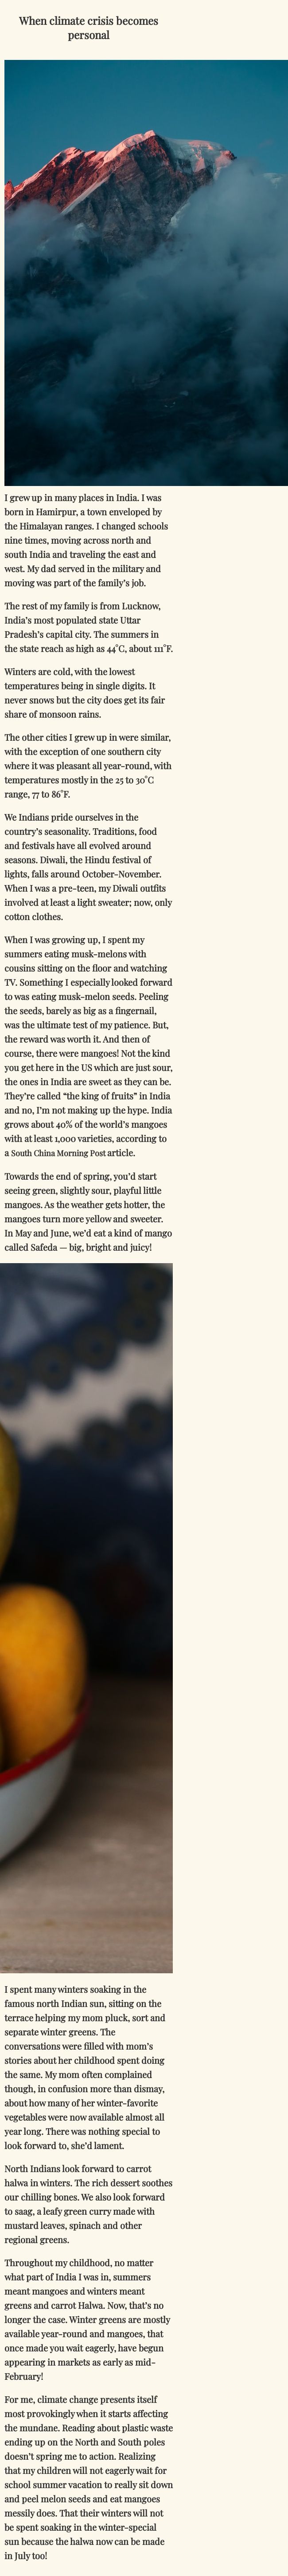 When climate crisis becomes
personal
I grew up in many places in India. I was
born in Hamirpur, a town enveloped by
the Himalayan ranges. I changed schools
nine times, moving across north and
south India and traveling the east and
west. My dad served in the military and
moving was part of the family's job.
The rest of my family is from Lucknow,
India's most populated state Uttar
Pradesh's capital city. The summers in
the state reach as high as 44°C, about 111°F.
Winters are cold, with the lowest
temperatures being in single digits. It
never snows but the city does get its fair
share of monsoon rains.
The other cities I grew up in were similar,
with the exception of one southern city
where it was pleasant all year-round, with
temperatures mostly in the 25 to 30°C
range, 77 to 86°F.
We Indians pride ourselves in the
country's seasonality. Traditions, food
and festivals have all evolved around
seasons. Diwali, the Hindu festival of
lights, falls around October-November.
When I was a pre-teen, my Diwali outfits
involved at least a light sweater; now, only
cotton clothes.
When I was growing up, I spent my
summers eating musk-melons with
cousins sitting on the floor and watching
TV. Something I especially looked forward
to was eating musk-melon seeds. Peeling
the seeds, barely as big as a fingernail,
was the ultimate test of my patience. But,
the reward was worth it. And then of
course, there were mangoes! Not the kind
you get here in the US which are just sour,
the ones in India are sweet as they can be.
They're called “the king of fruits” in India
and no, I'm not making up the hype. India
grows about 40% of the world's mangoes
with at least 1,000 varieties, according to
a South China Morning Post article.
Towards the end of spring, you'd start
seeing green, slightly sour, playful little
mangoes. As the weather gets hotter, the
mangoes turn more yellow and sweeter.
In May and June, we'd eat a kind of mango
called Safeda — big, bright and juicy!
I spent many winters soaking in the
famous north Indian sun, sitting on the
terrace helping my mom pluck, sort and
separate winter greens. The
conversations were filled with mom's
stories about her childhood spent doing
the same. My mom often complained
though, in confusion more than dismay,
about how many of her winter-favorite
vegetables were now available almost all
year long. There was nothing special to
look forward to, she'd lament.
North Indians look forward to carrot
halwa in winters. The rich dessert soothes
our chilling bones. We also look forward
to saag, a leafy green curry made with
mustard leaves, spinach and other
regional greens.
Throughout my childhood, no matter
what part of India I was in, summers
meant mangoes and winters meant
greens and carrot Halwa. Now, that's no
longer the case. Winter greens are mostly
available year-round and mangoes, that
once made you wait eagerly, have begun
appearing in markets as early as mid-
February!
For me, climate change presents itself
most provokingly when it starts affecting
the mundane. Reading about plastic waste
ending up on the North and South poles
doesn't spring me to action. Realizing
that my children will not eagerly wait for
school summer vacation to really sit down
and peel melon seeds and eat mangoes
messily does. That their winters will not
be spent soaking in the winter-special
sun because the halwa now can be made
in July too!